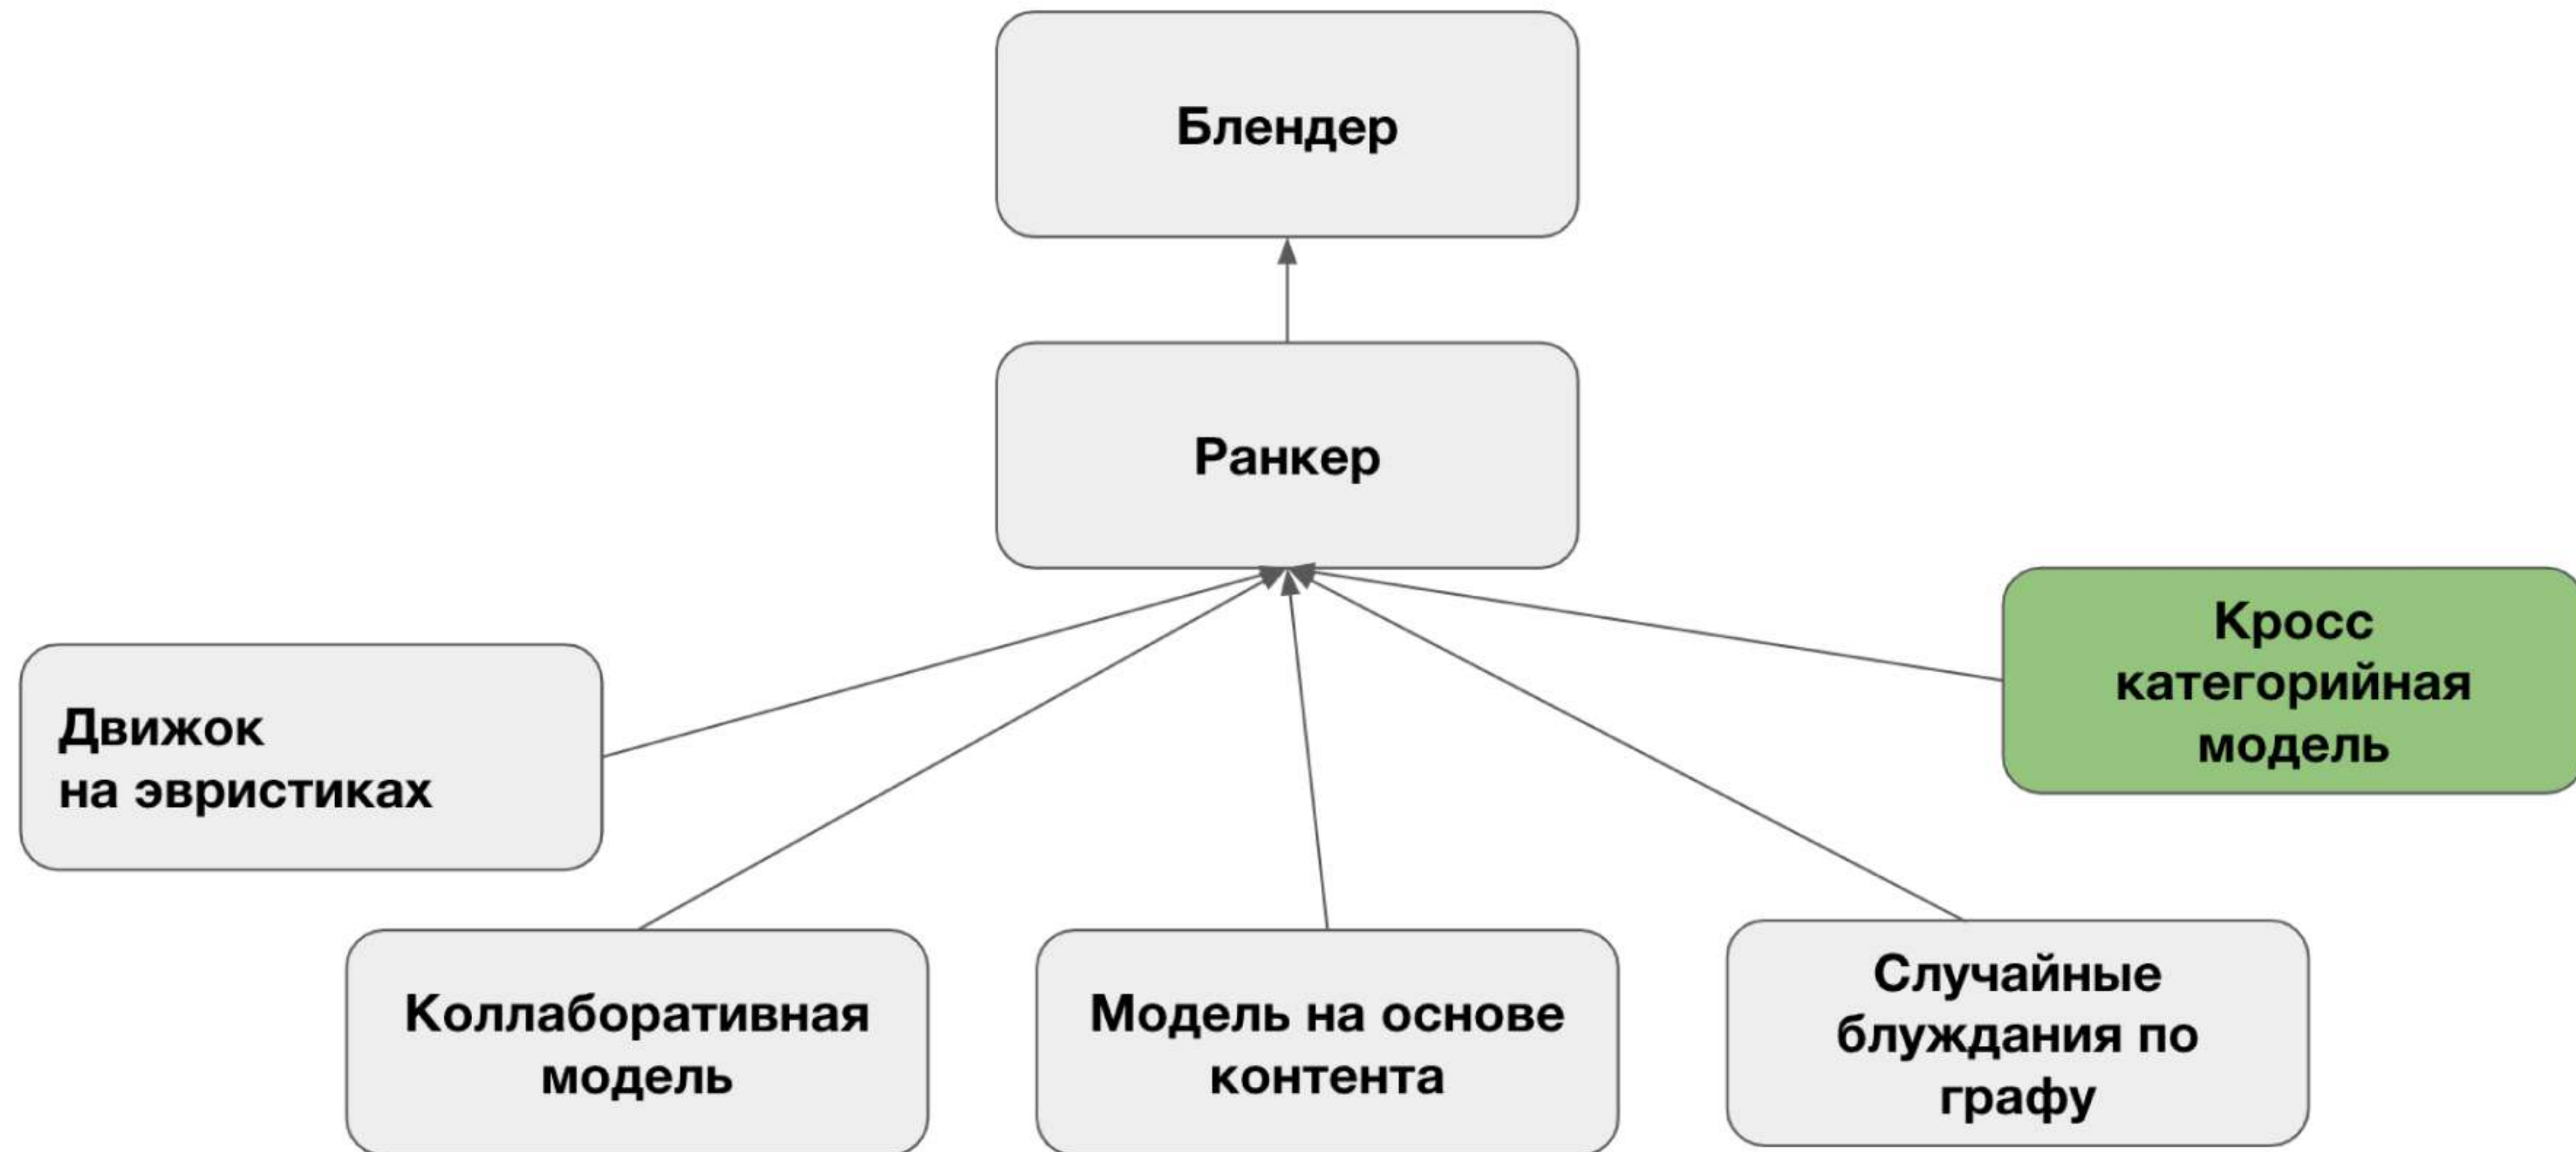 Блендер
Ранкер
Кросс
категорийная
модель
Движок
на эвристиках
Коллаборативная
модель
Модель на основе
контента
Случайные
блуждания по
графу